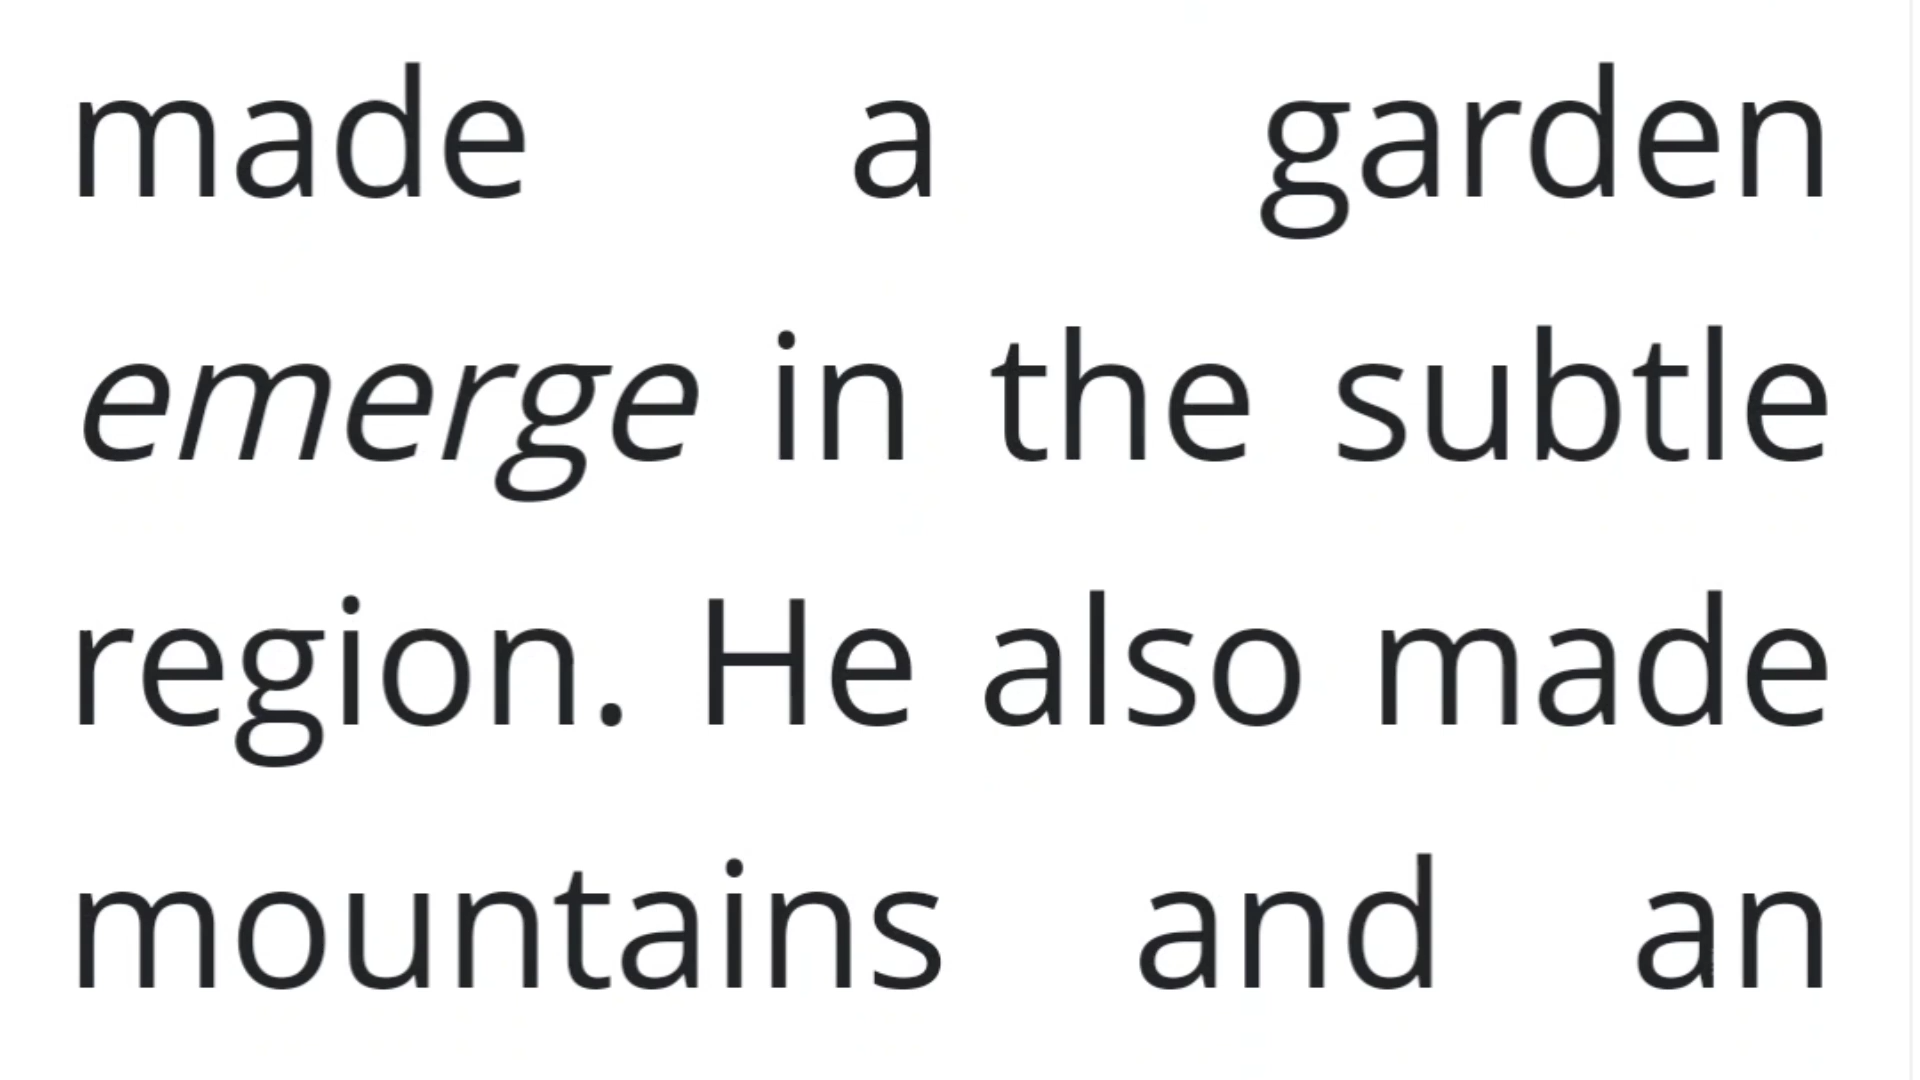 made a garden
emerge in the subtle
region. He also made
mountains and an